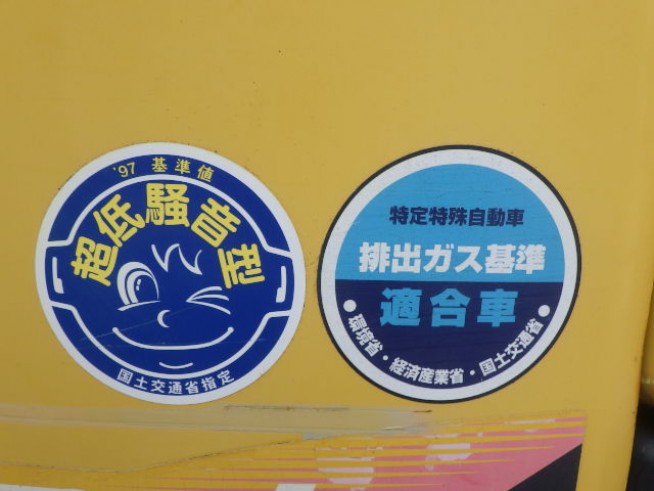 '97 基準値
超低騒音型
国土交通省指定
特定特殊自動車
排出ガス基準
適合車
●環境省・経済産業省・国土交通省●